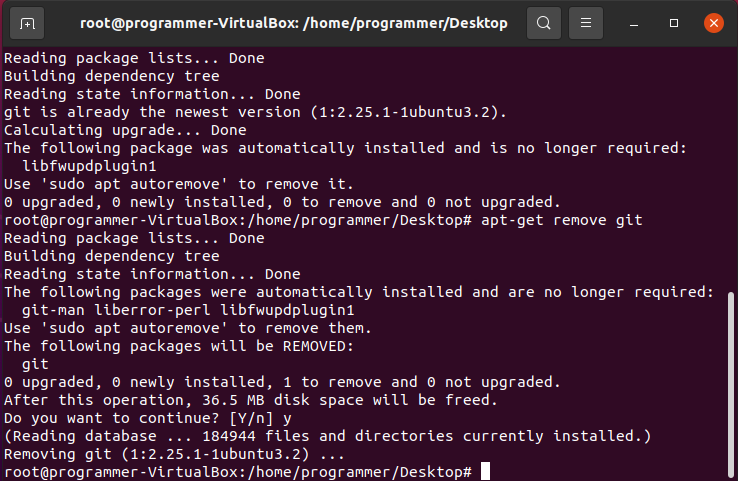 root@programmer-VirtualBox: /home/programmer/Desktop
Reading package lists... Done
Building dependency tree
Reading state information... Done
git is already the newest version (1:2.25.1-1ubuntu3.2).
Calculating upgrade... Done
The following package was automatically installed and is no longer required:
  libfwupdplugin1
Use 'sudo apt autoremove' to remove it.
0 upgraded, 0 newly installed, 0 to remove and 0 not upgraded.
root@programmer-VirtualBox:/home/programmer/Desktop# apt-get remove git
Reading package lists... Done
Building dependency tree
Reading state information... Done
The following packages were automatically installed and are no longer required:
  git-man liberror-perl libfwupdplugin1
Use 'sudo apt autoremove' to remove them.
The following packages will be REMOVED:
  git
0 upgraded, 0 newly installed, 1 to remove and 0 not upgraded.
After this operation, 36.5 MB disk space will be freed.
Do you want to continue? [Y/n] y
(Reading database ... 184944 files and directories currently installed.)
Removing git (1:2.25.1-1ubuntu3.2) ...
root@programmer-VirtualBox:/home/programmer/Desktop#